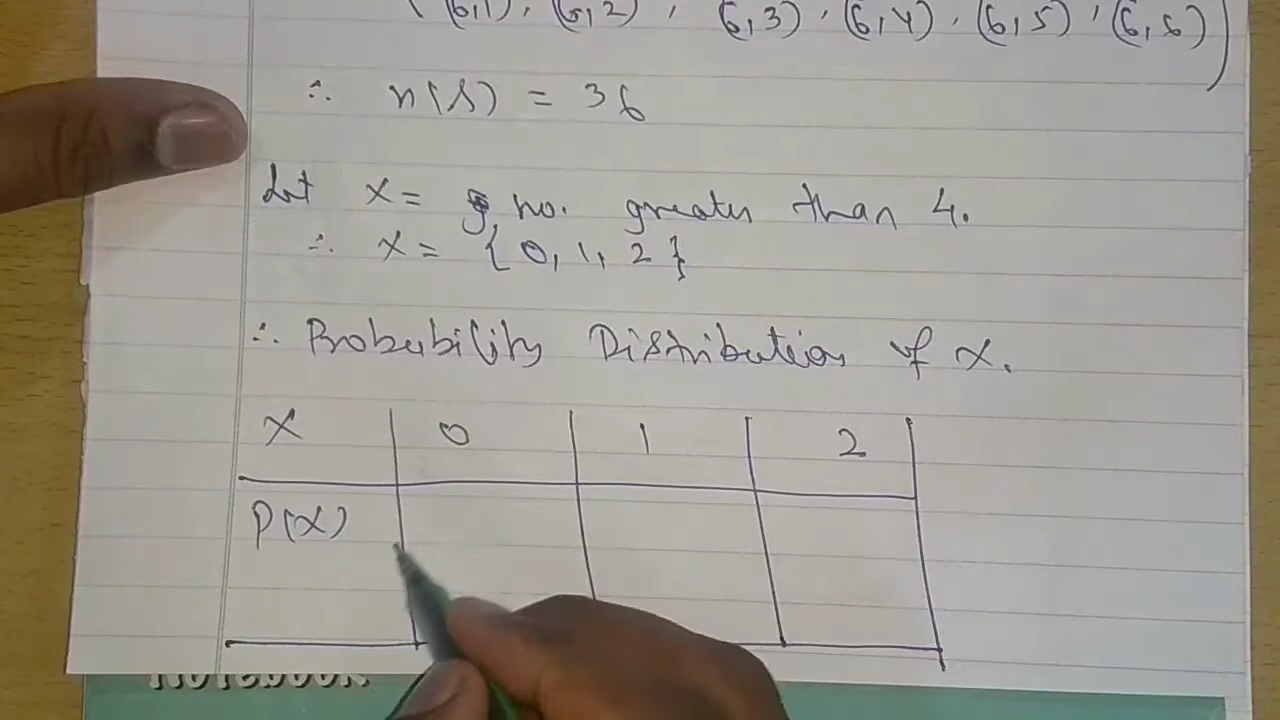 (6,1), (6,2), (6,3), (6,4), (6,5), (6,6)
∴ n(S) = 36
Let X = no. greater than 4.
∴ X = {0, 1, 2}
∴ Probability Distribution of X.
X 0 1 2
P(X)
NOTEBOOK